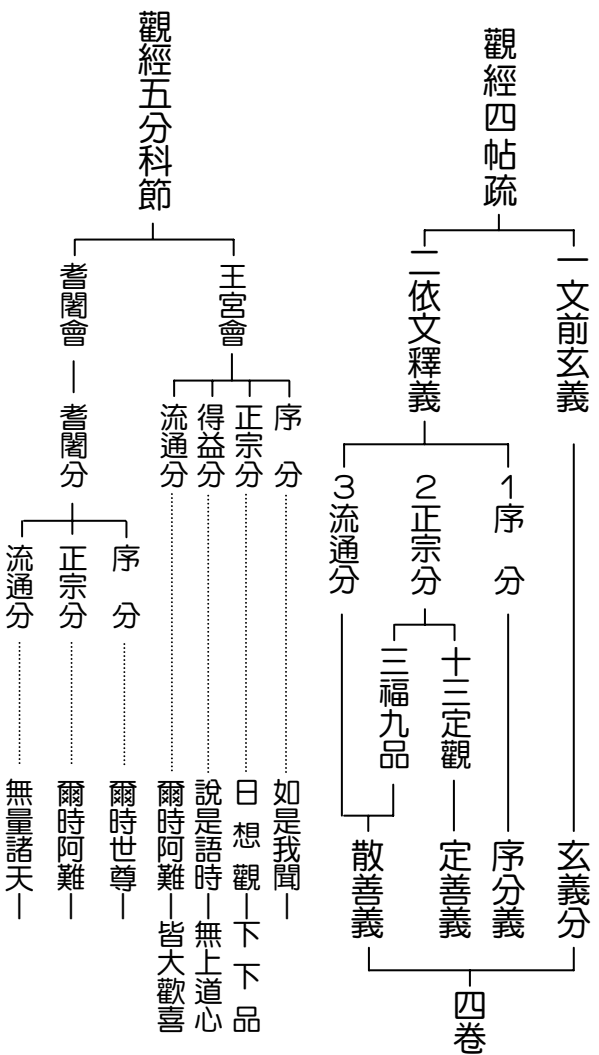 觀經四帖疏
一文前玄義
玄義分
二依文釋義
1序 分
序分義
2正宗分
十三定觀
定善義
三福九品
3流通分
散善義
四卷
觀經五分科節
王宮會
序 分
如是我聞—
正宗分
日想觀—下下品
得益分
說是語時—無上道心
流通分
爾時阿難—皆大歡喜
耆闍會—耆闍分
序 分
爾時世尊—
正宗分
爾時阿難—
流通分
無量諸天—